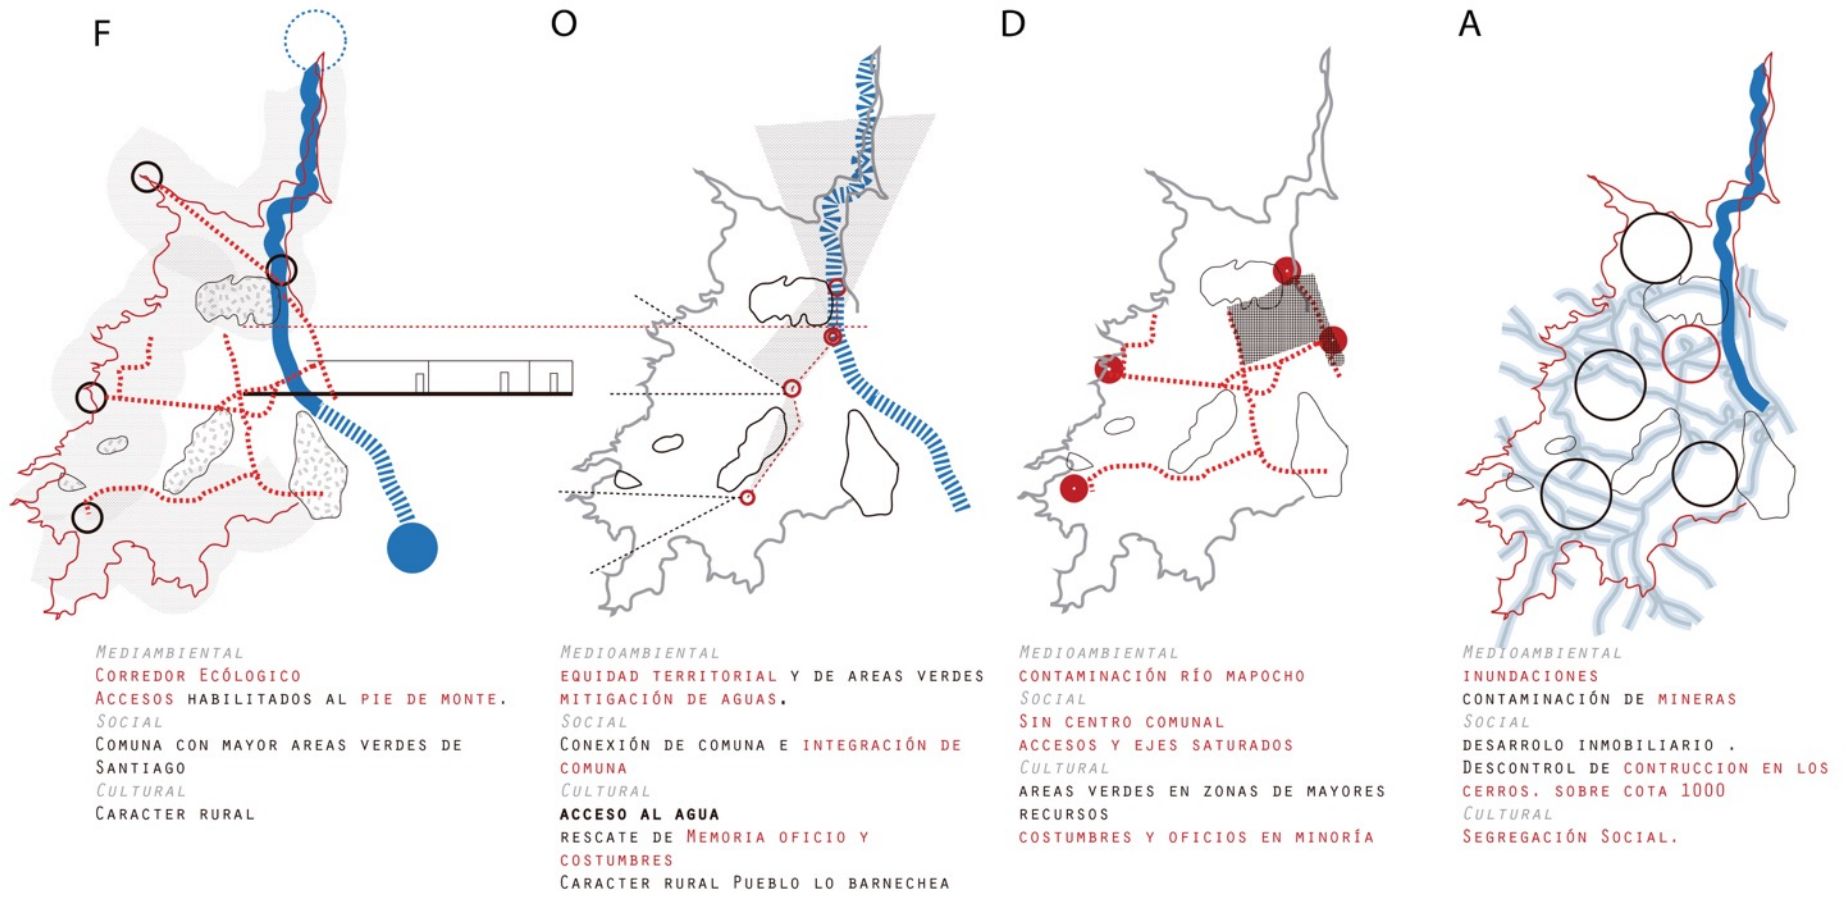 F
MEDIAMBIENTAL
CORREDOR ECÓLOGICO
ACCESOS HABILITADOS AL PIE DE MONTE.
SOCIAL
COMUNA CON MAYOR AREAS VERDES DE
SANTIAGO
CULTURAL
CARACTER RURAL
O
MEDIOAMBIENTAL
EQUIDAD TERRITORIAL Y DE AREAS VERDES
MITIGACIÓN DE AGUAS.
SOCIAL
CONEXIÓN DE COMUNA E INTEGRACIÓN DE
COMUNA
CULTURAL
ACCESO AL AGUA
RESCATE DE MEMORIA OFICIO Y
COSTUMBRES
CARACTER RURAL PUEBLO LO BARNECHEA
D
MEDIOAMBIENTAL
CONTAMINACIÓN RÍO MAPOCHO
SOCIAL
SIN CENTRO COMUNAL
ACCESOS Y EJES SATURADOS
CULTURAL
AREAS VERDES EN ZONAS DE MAYORES
RECURSOS
COSTUMBRES Y OFICIOS EN MINORÍA
A
MEDIOAMBIENTAL
INUNDACIONES
CONTAMINACIÓN DE MINERAS
SOCIAL
DESARROLO INMOBILIARIO .
DESCONTROL DE CONTRUCCION EN LOS
CERROS. SOBRE COTA 1000
CULTURAL
SEGREGACIÓN SOCIAL.